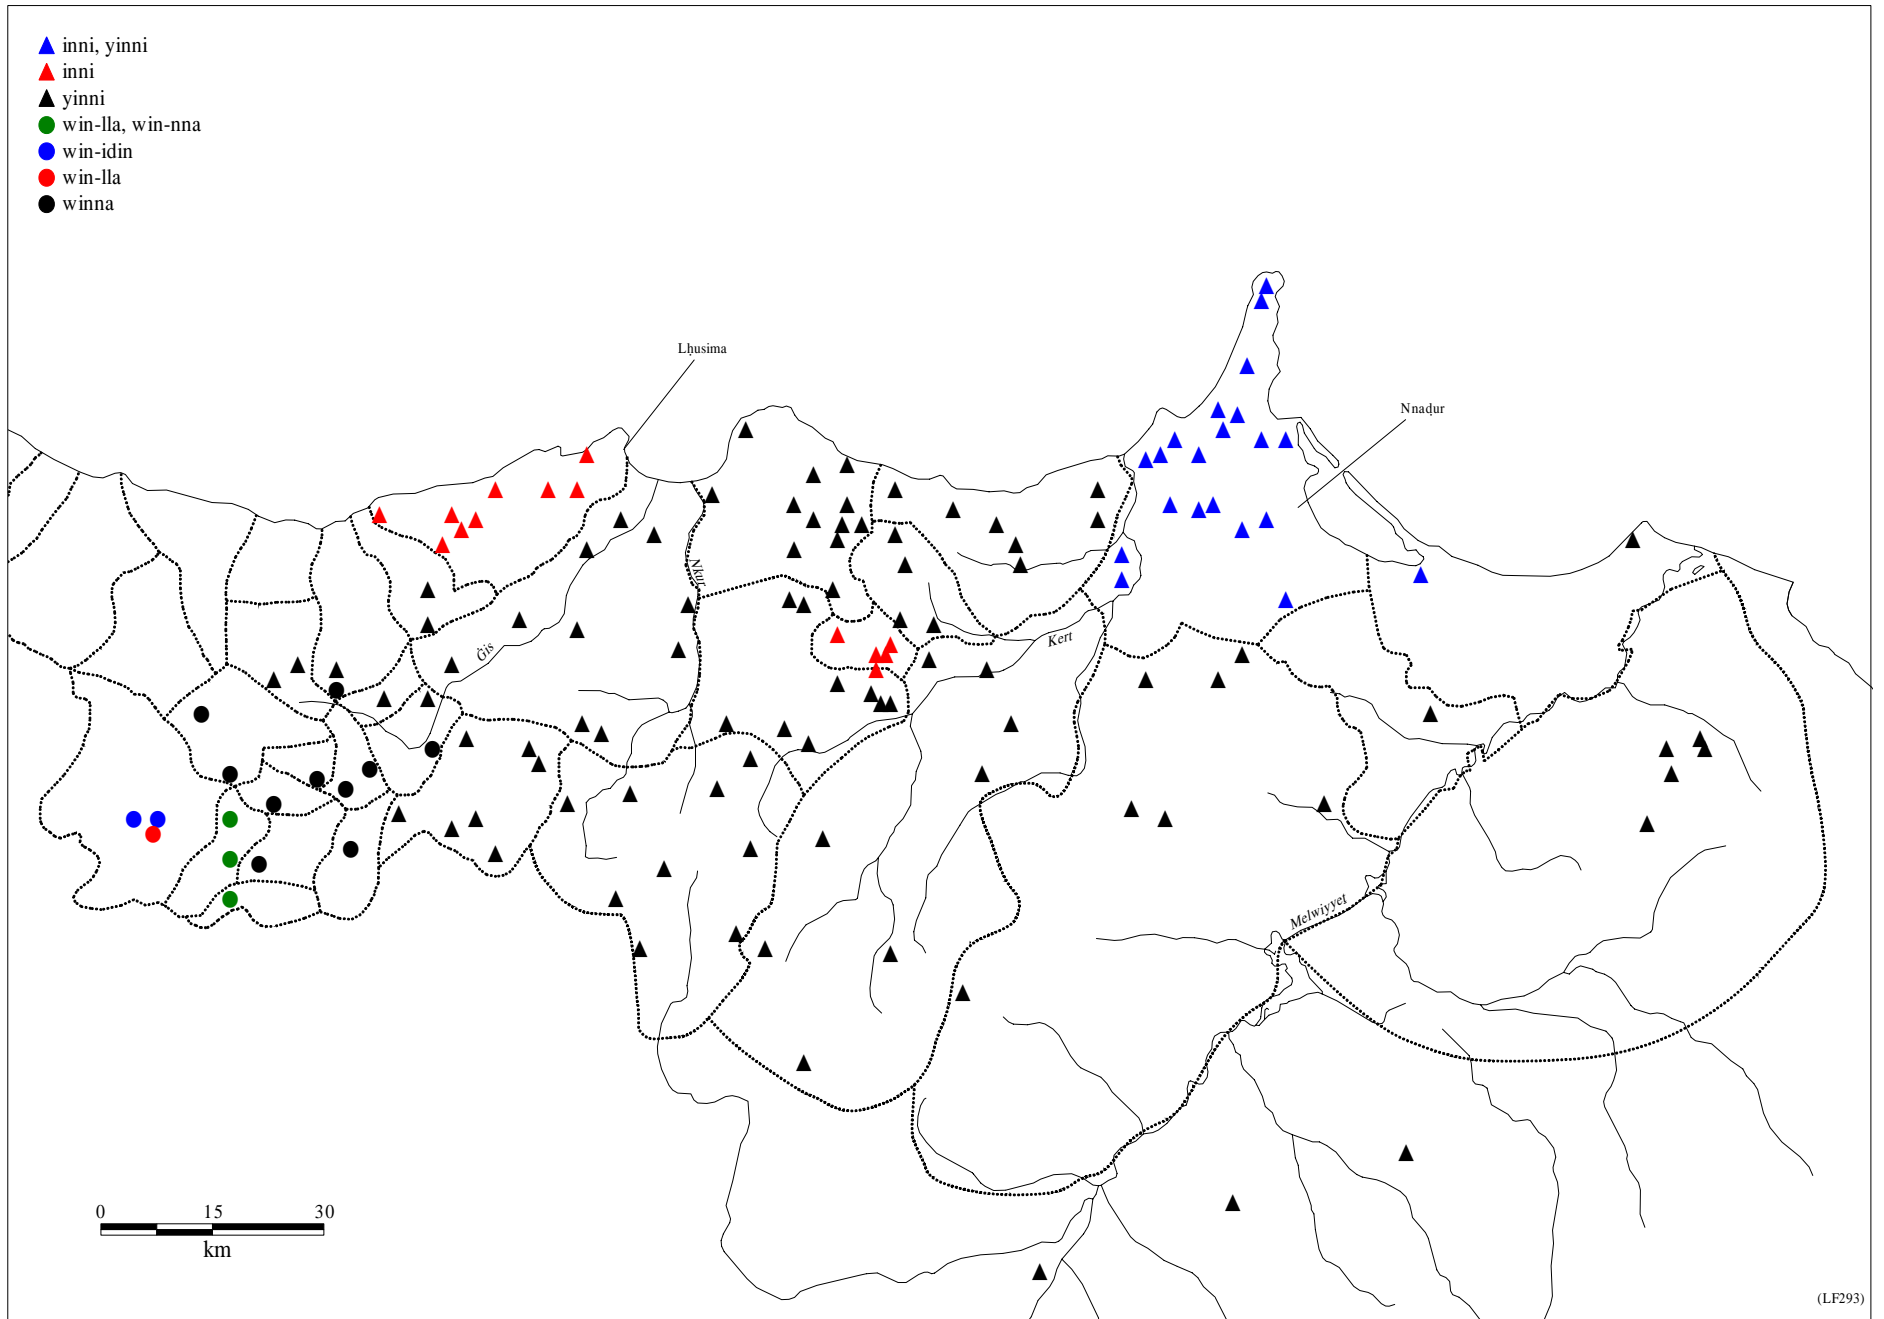 inni, yinni
inni
yinni
win-lla, win-nna
win-idin
win-lla
winna
Lḥusima
Nnaḍur
Nkur
Ġis
Kert
Melwiyyet
0 15 30
km
(LF293)